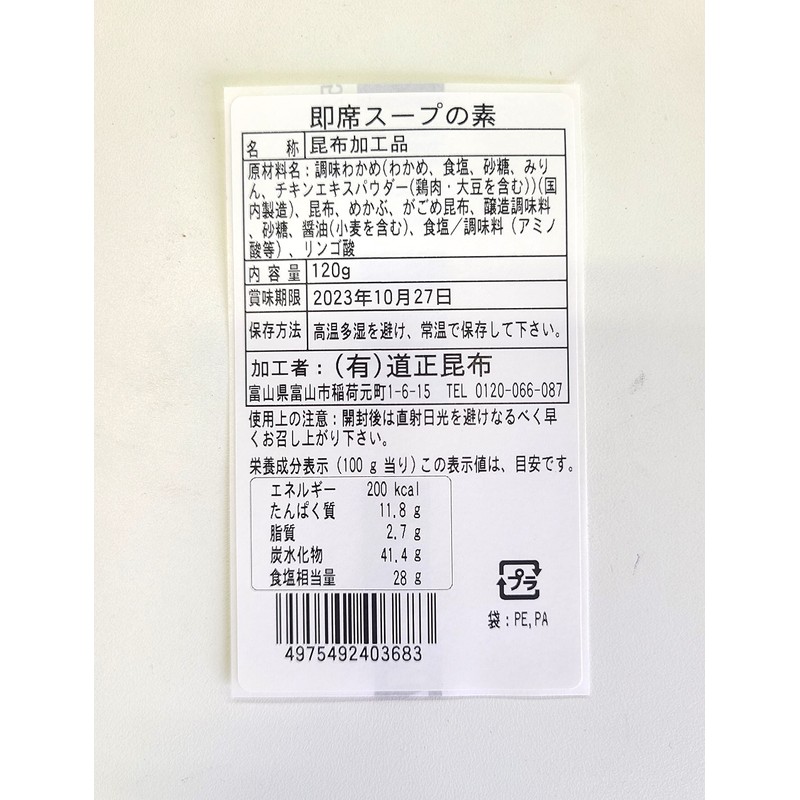 即席スープの素
名称 昆布加工品
原材料名：調味わかめ(わかめ、食塩、砂糖、みり
ん、チキンエキスパウダー(鶏肉・大豆を含む))(国
内製造)、昆布、めかぶ、がごめ昆布、醸造調味料
、砂糖、醤油(小麦を含む)、食塩／調味料（アミノ
酸等）、リンゴ酸
内容量 120g
賞味期限 2023年10月27日
保存方法 高温多湿を避け、常温で保存して下さい。
加工者：(有)道正昆布
富山県富山市稲荷元町1-6-15 TEL 0120-066-087
使用上の注意：開封後は直射日光を避けなるべく早
くお召し上がり下さい。
栄養成分表示（100ｇ当り）この表示値は、目安です。
エネルギー 200 kcal
たんぱく質 11.8 g
脂質 2.7 g
炭水化物 41.4 g
食塩相当量 28 g
プラ
袋：PE,PA
4975492403683